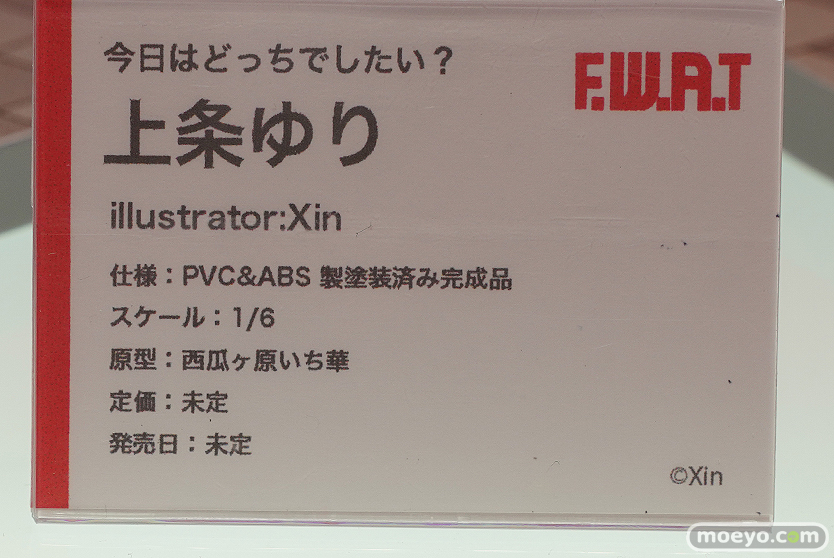 今日はどっちでしたい？
F.W.A.T
上条ゆり
illustrator:Xin
仕様：PVC&ABS 製塗装済み完成品
スケール：1/6
原型：西瓜ヶ原いち華
定価：未定
発売日：未定
©Xin
moeyo.com